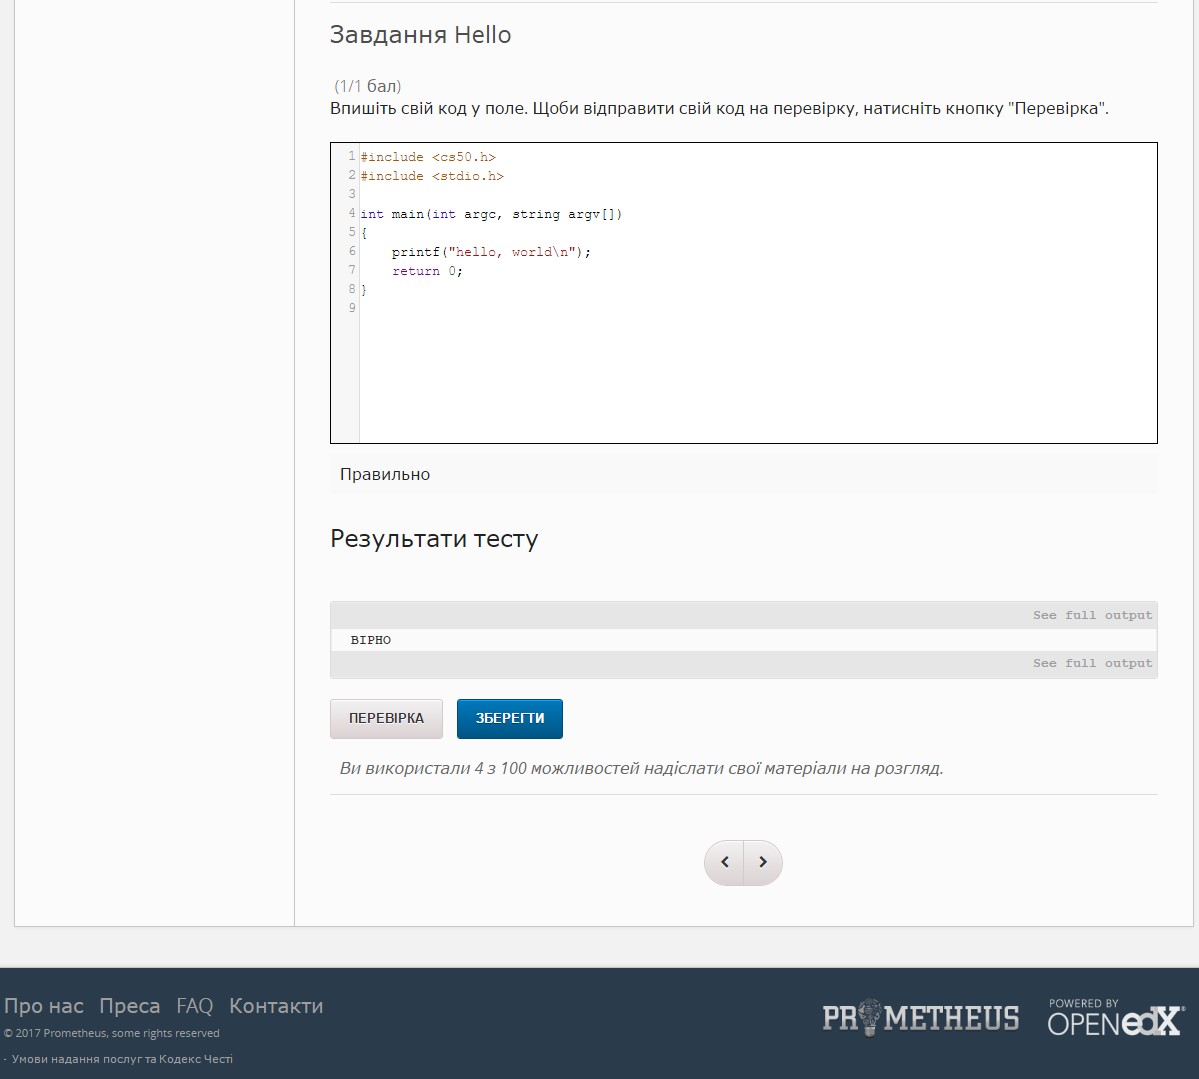 Завдання Hello
(1/1 бал)
Впишіть свій код у поле. Щоби відправити свій код на перевірку, натисніть кнопку "Перевірка".
1 #include <cs50.h>
2 #include <stdio.h>
3
4 int main(int argc, string argv[])
5 {
6 printf("hello, world\n");
7 return 0;
8 }
9
Правильно
Результати тесту
See full output
ВІРНО
See full output
ПЕРЕВІРКА ЗБЕРЕГТИ
Ви використали 4 з 100 можливостей надіслати свої матеріали на розгляд.
Про нас Преса FAQ Контакти
© 2017 Prometheus, some rights reserved
- Умови надання послуг та Кодекс Честі
PROMETHEUS
POWERED BY
OPEN edX®